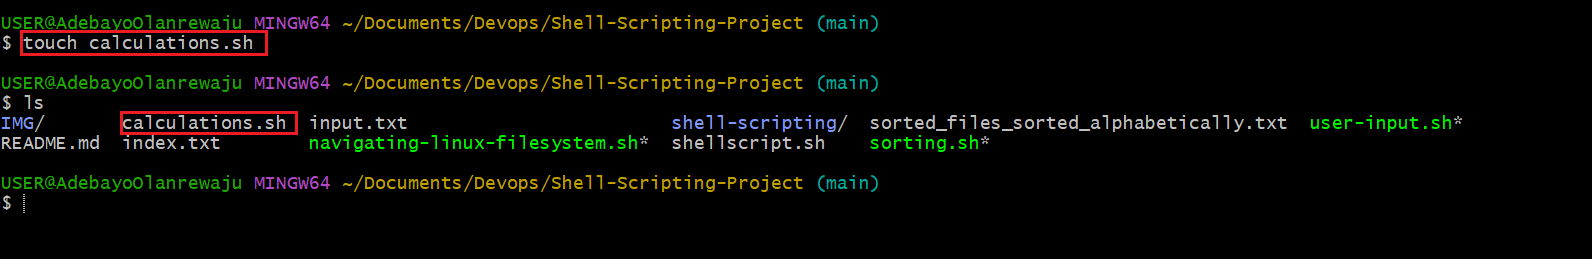 USER@AdebayoOlanrewaju MINGW64 ~/Documents/Devops/Shell-Scripting-Project (main)
$ touch calculations.sh
USER@AdebayoOlanrewaju MINGW64 ~/Documents/Devops/Shell-Scripting-Project (main)
$ ls
IMG/       calculations.sh  input.txt                        shell-scripting/  sorted_files_sorted_alphabetically.txt  user-input.sh*
README.md  index.txt        navigating-linux-filesystem.sh*  shellscript.sh    sorting.sh*
USER@AdebayoOlanrewaju MINGW64 ~/Documents/Devops/Shell-Scripting-Project (main)
$